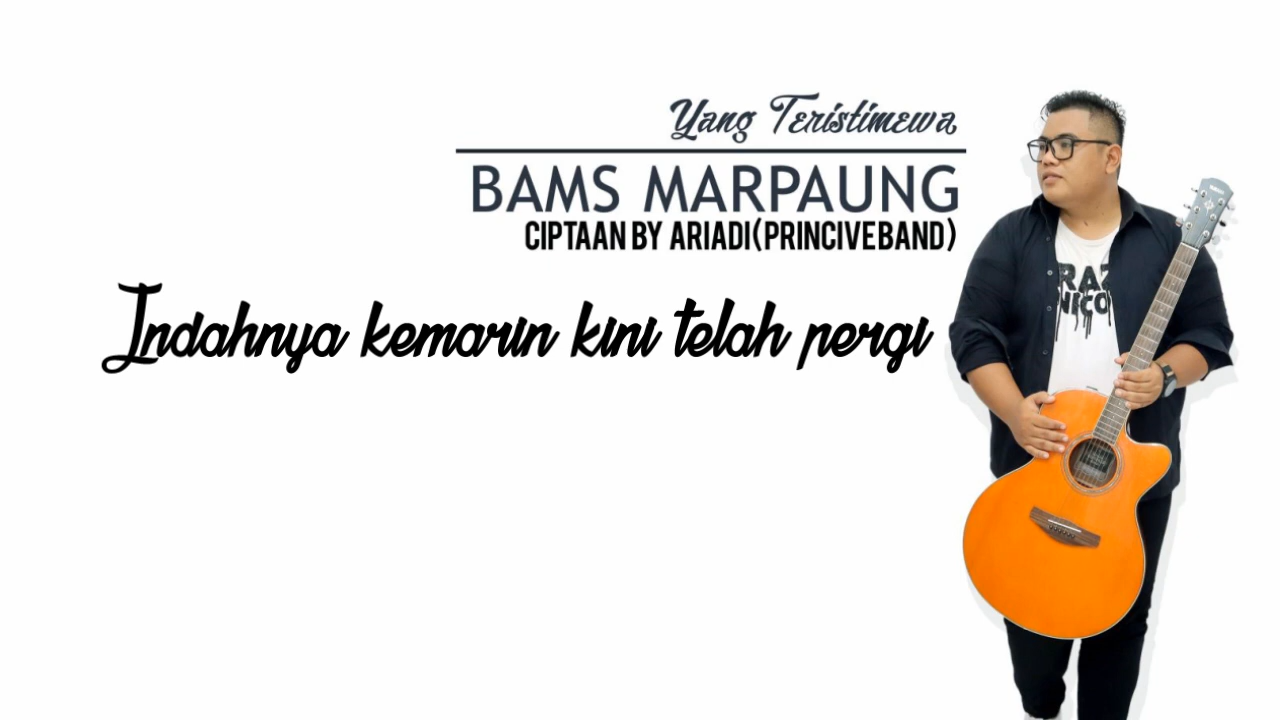 Yang Teristimewa
BAMS MARPAUNG
CIPTAAN BY ARIADI(PRINCIVEBAND)
Indahnya kemarin kini telah pergi